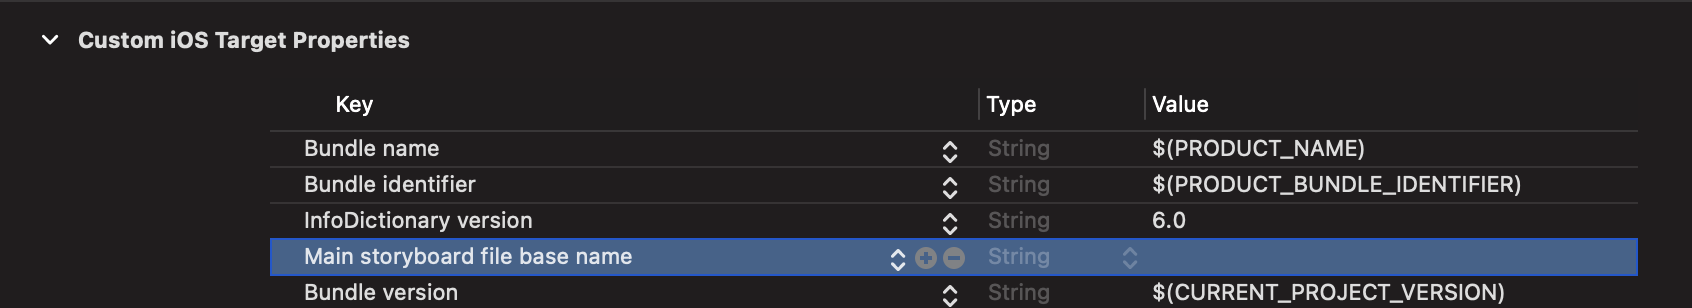 Custom iOS Target Properties
Key Type Value
Bundle name String $(PRODUCT_NAME)
Bundle identifier String $(PRODUCT_BUNDLE_IDENTIFIER)
InfoDictionary version String 6.0
Main storyboard file base name String
Bundle version String $(CURRENT_PROJECT_VERSION)